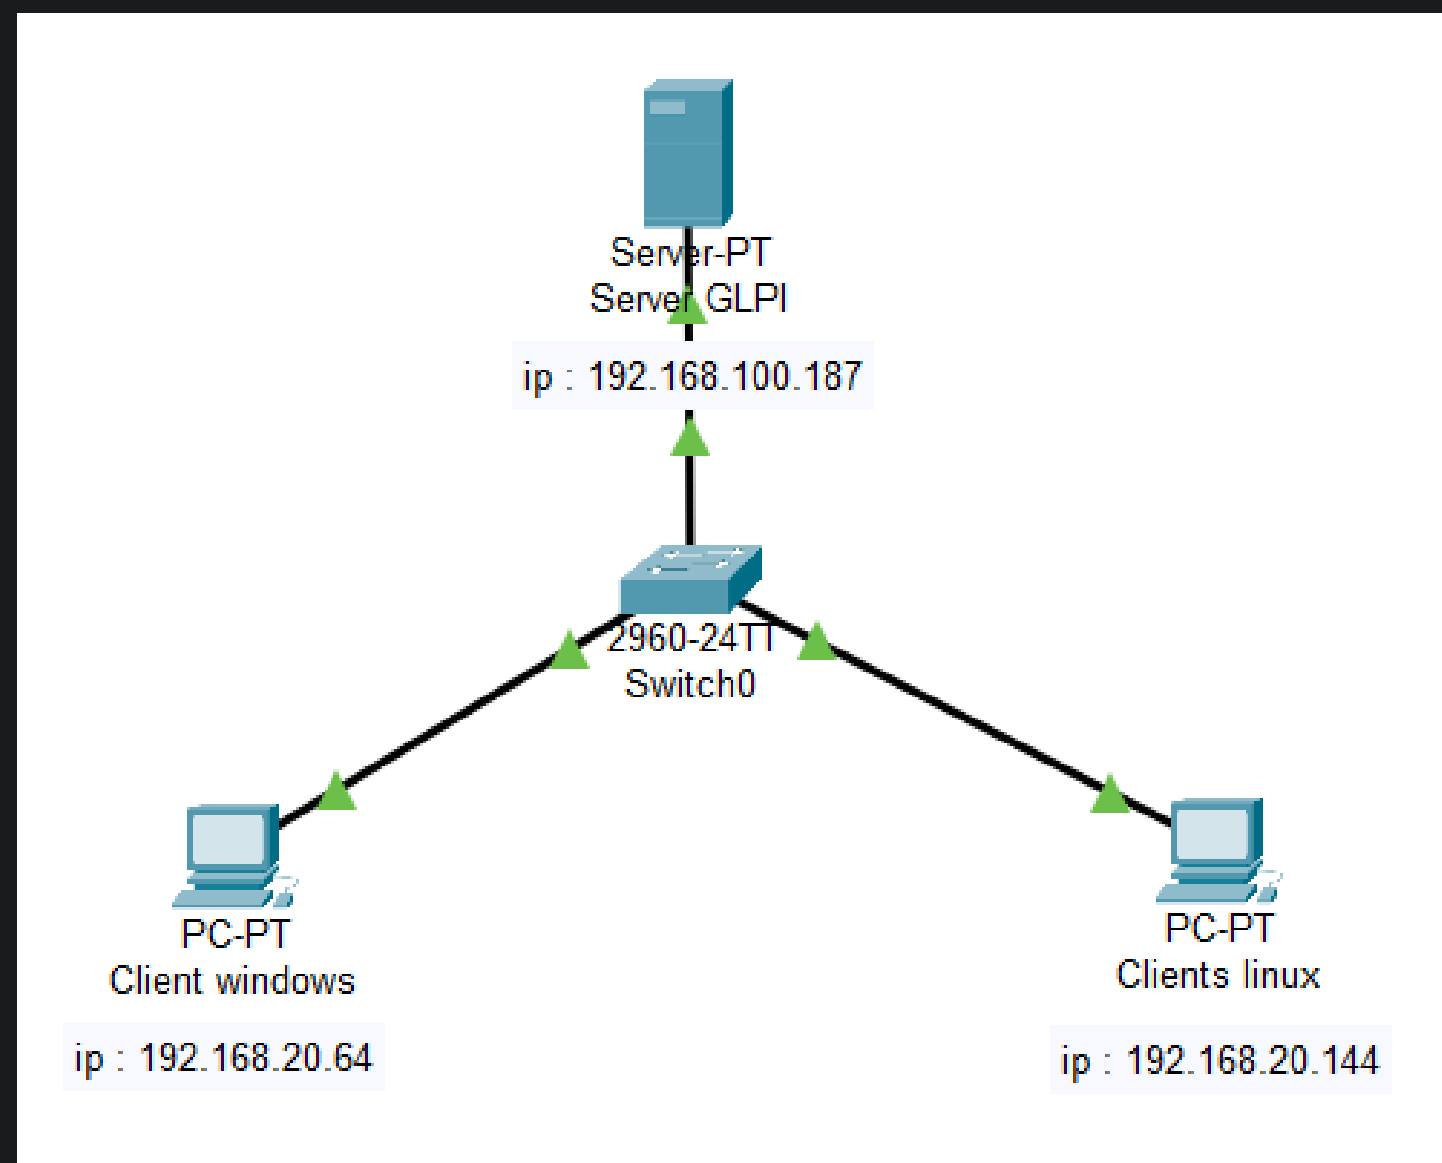 Server-PT
Server GLPI
ip : 192.168.100.187
2960-24TT
Switch0
PC-PT
Client windows
ip : 192.168.20.64
PC-PT
Clients linux
ip : 192.168.20.144